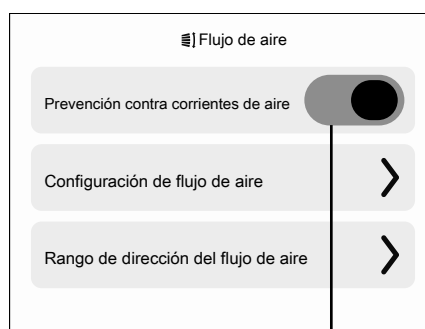 Flujo de aire
Prevención contra corrientes de aire
Configuración de flujo de aire
Rango de dirección del flujo de aire